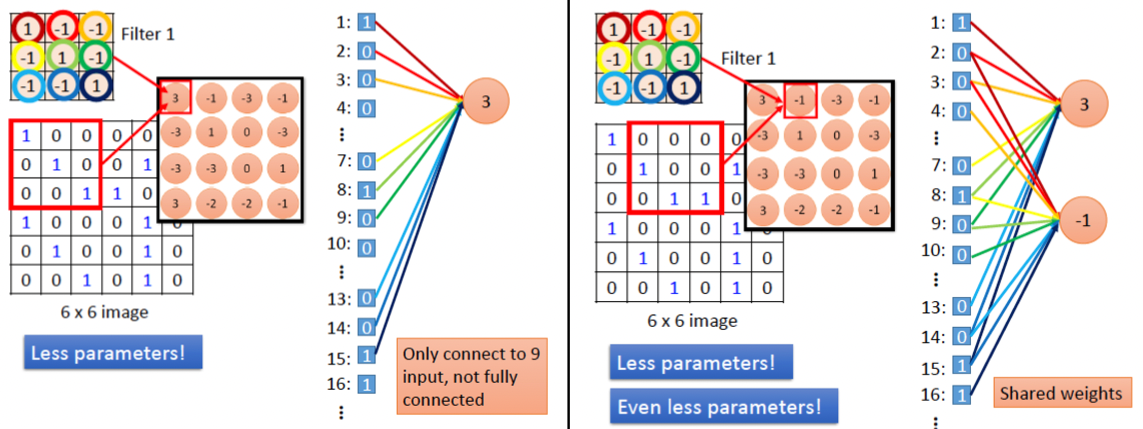 1 -1 -1
-1 1 -1
-1 -1 1
Filter 1
3 -1 -3 -1
-3 1 0 -3
-3 -3 0 1
3 -2 -2 -1
1 0 0 0 0
0 1 0 0 1
0 0 1 1 0
1 0 0 0 1
0 1 0 0 1 0
0 0 1 0 1 0
6 x 6 image
Less parameters!
1: 1
2: 0
3: 0
4: 0
⋮
7: 0
8: 1
9: 0
10: 0
⋮
13: 0
14: 0
15: 1
16: 1
⋮
3
Only connect to 9
input, not fully
connected
1 -1 -1
-1 1 -1
-1 -1 1
Filter 1
3 -1 -3 -1
-3 1 0 -3
-3 -3 0 1
3 -2 -2 -1
1 0 0 0 0
0 1 0 0 1
0 0 1 1 0
1 0 0 0 1 0
0 1 0 0 1 0
0 0 1 0 1 0
6 x 6 image
Less parameters!
Even less parameters!
1: 1
2: 0
3: 0
4: 0
⋮
7: 0
8: 1
9: 0
10: 0
⋮
13: 0
14: 0
15: 1
16: 1
⋮
3
-1
Shared weights